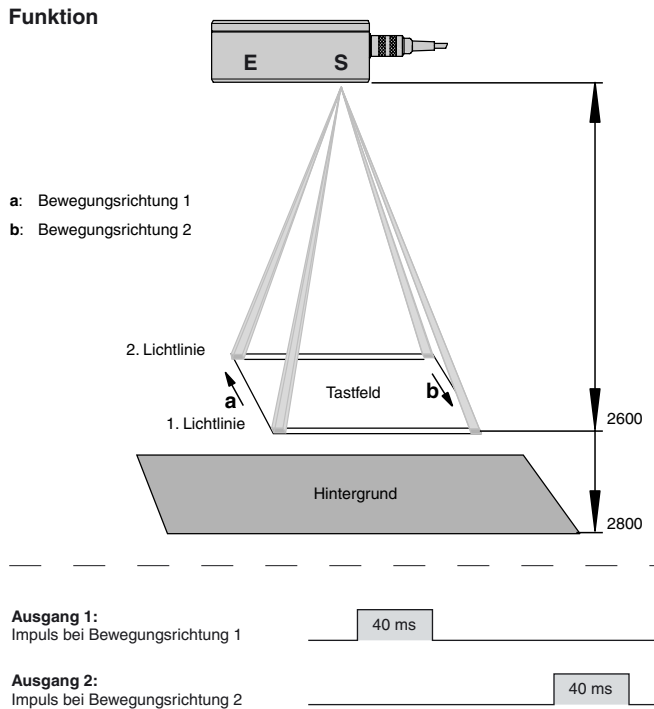 Funktion
E S
a: Bewegungsrichtung 1
b: Bewegungsrichtung 2
2. Lichtlinie
Tastfeld
b
a
1. Lichtlinie
2600
Hintergrund
2800
Ausgang 1:
Impuls bei Bewegungsrichtung 1
40 ms
Ausgang 2:
Impuls bei Bewegungsrichtung 2
40 ms